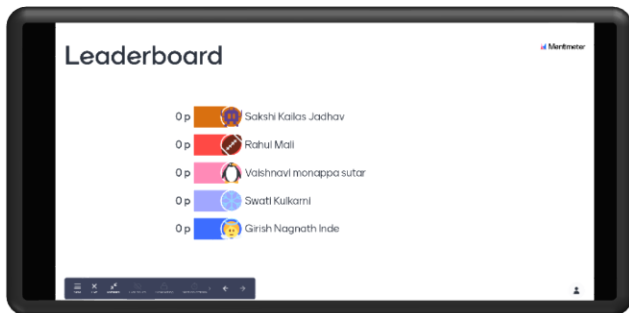 Leaderboard
Mentimeter
0 p Sakshi Kailas Jadhav
0 p Rahul Mali
0 p Vaishnavi monappa sutar
0 p Swati Kulkarni
0 p Girish Nagnath Inde